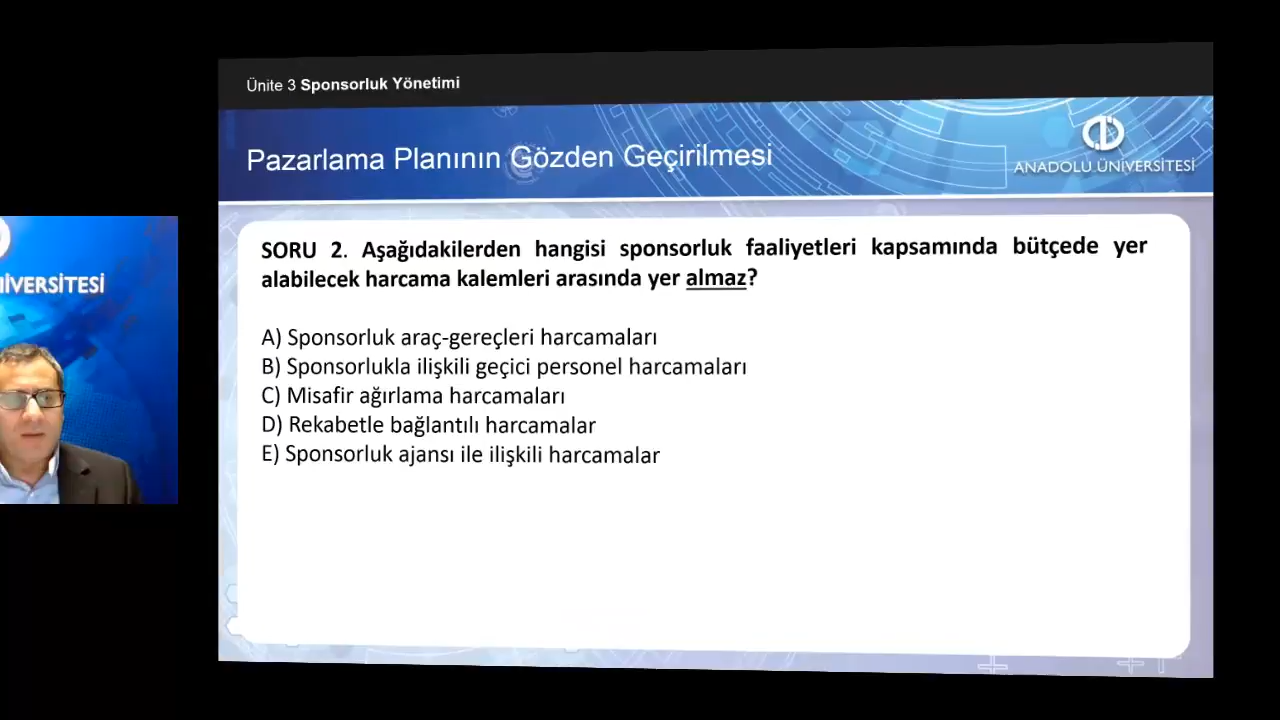 Ünite 3 Sponsorluk Yönetimi
Pazarlama Planının Gözden Geçirilmesi
ANADOLU ÜNİVERSİTESİ
SORU 2. Aşağıdakilerden hangisi sponsorluk faaliyetleri kapsamında bütçede yer
alabilecek harcama kalemleri arasında yer almaz?
A) Sponsorluk araç-gereçleri harcamaları
B) Sponsorlukla ilişkili geçici personel harcamaları
C) Misafir ağırlama harcamaları
D) Rekabetle bağlantılı harcamalar
E) Sponsorluk ajansı ile ilişkili harcamalar
İVERSİTESİ